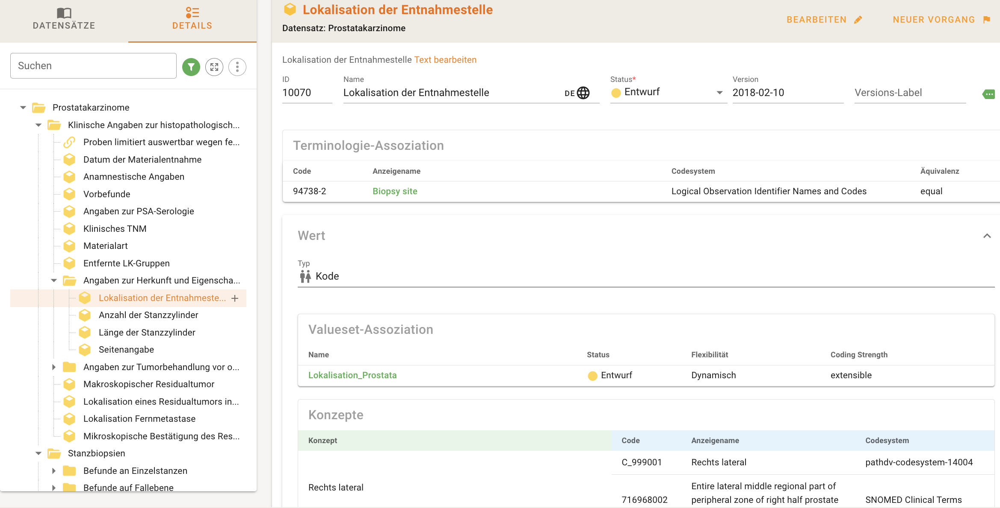 DATENSÄTZE
DETAILS
Suchen
Prostatakarzinome
Klinische Angaben zur histopathologisch...
Proben limitiert auswertbar wegen fe...
Datum der Materialentnahme
Anamnestische Angaben
Vorbefunde
Angaben zur PSA-Serologie
Klinisches TNM
Materialart
Entfernte LK-Gruppen
Angaben zur Herkunft und Eigenscha...
Lokalisation der Entnahmeste...
Anzahl der Stanzzylinder
Länge der Stanzzylinder
Seitenangabe
Angaben zur Tumorbehandlung vor o...
Makroskopischer Residualtumor
Lokalisation eines Residualtumors in...
Lokalisation Fernmetastase
Mikroskopische Bestätigung des Res...
Stanzbiopsien
Befunde an Einzelstanzen
Befunde auf Fallebene
Lokalisation der Entnahmestelle
Datensatz: Prostatakarzinome
BEARBEITEN
NEUER VORGANG
Lokalisation der Entnahmestelle Text bearbeiten
ID Name Status* Version
10070 Lokalisation der Entnahmestelle DE Entwurf 2018-02-10 Versions-Label
Terminologie-Assoziation
Code Anzeigename Codesystem Äquivalenz
94738-2 Biopsy site Logical Observation Identifier Names and Codes equal
Wert
Typ
Kode
Valueset-Assoziation
Name Status Flexibilität Coding Strength
Lokalisation_Prostata Entwurf Dynamisch extensible
Konzepte
Konzept Code Anzeigename Codesystem
C_999001 Rechts lateral pathdv-codesystem-14004
Rechts lateral
716968002 Entire lateral middle regional part of
peripheral zone of right half prostate SNOMED Clinical Terms